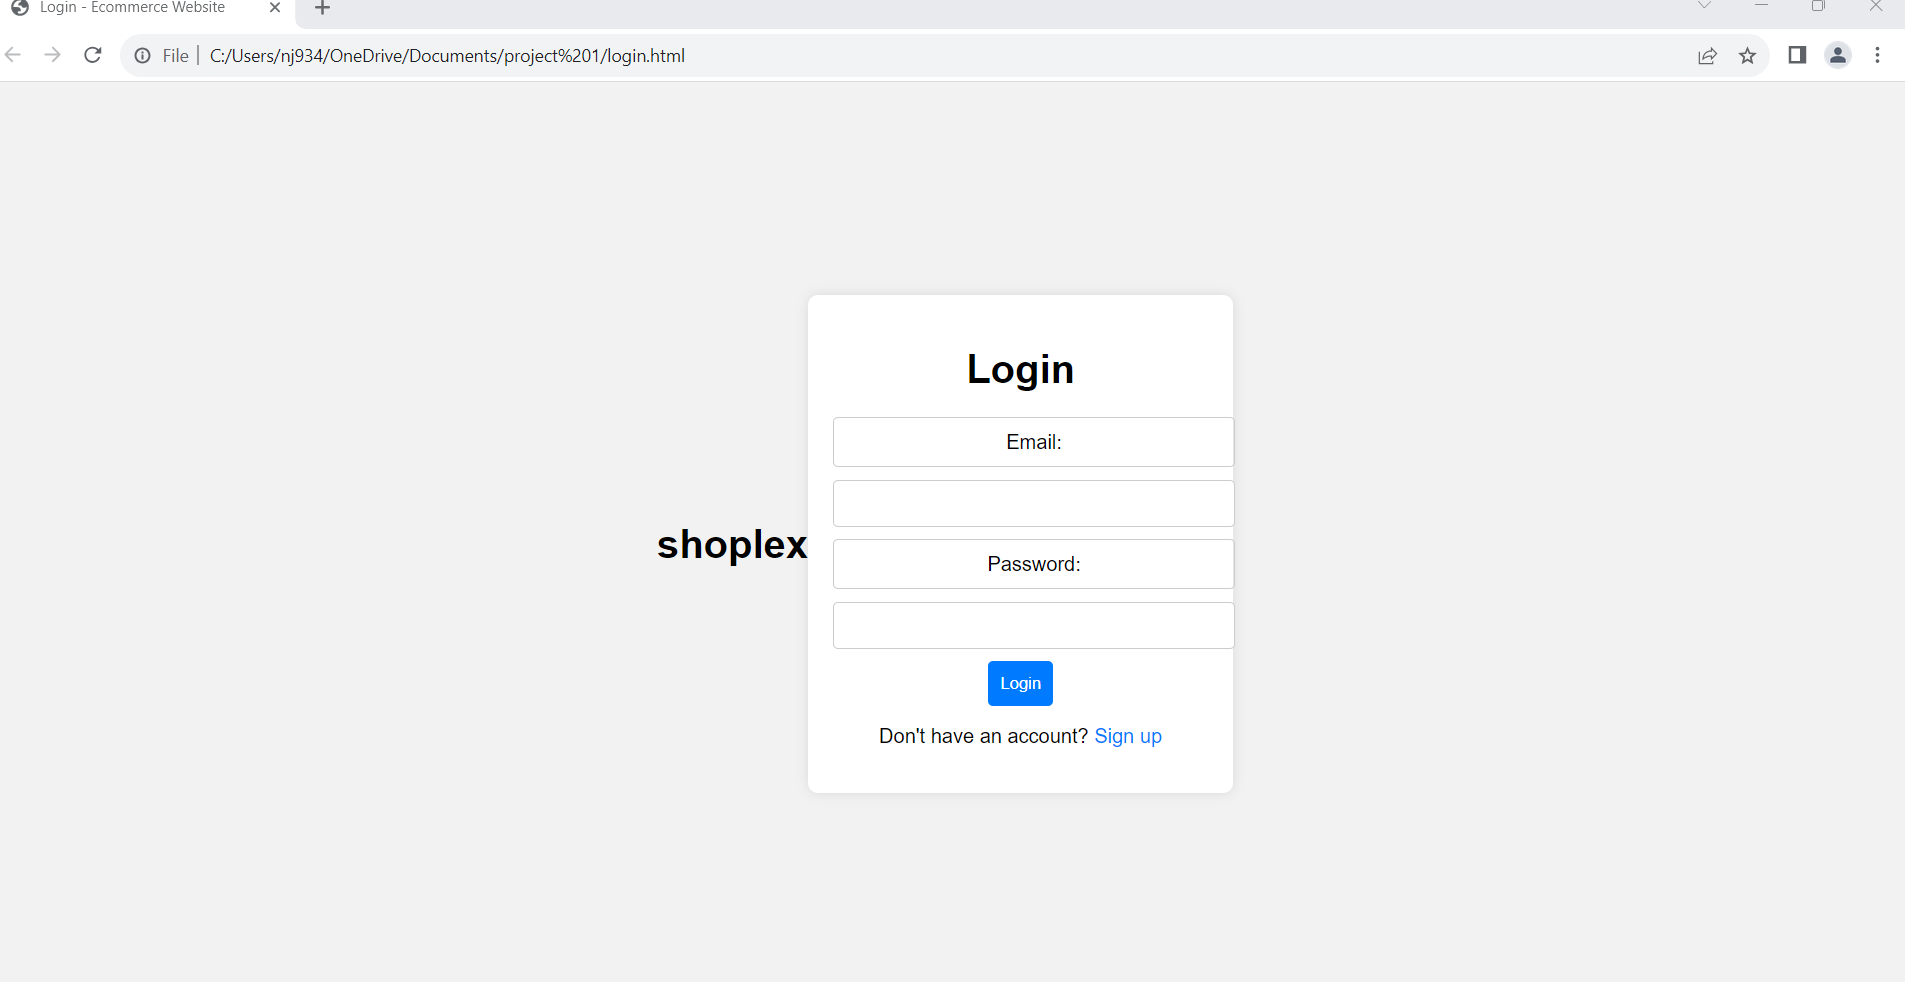 Login - Ecommerce Website
File | C:/Users/nj934/OneDrive/Documents/project%201/login.html
Login
Email:
shoplex
Password:
Login
Don't have an account? Sign up